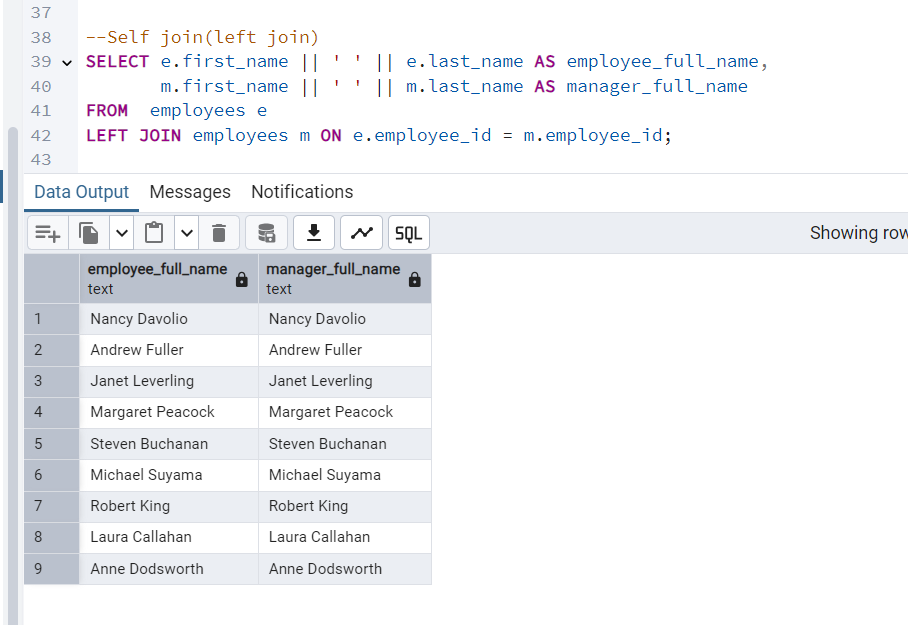 37
38 --Self join(left join)
39 SELECT e.first_name || ' ' || e.last_name AS employee_full_name,
40 m.first_name || ' ' || m.last_name AS manager_full_name
41 FROM employees e
42 LEFT JOIN employees m ON e.employee_id = m.employee_id;
43
Data Output Messages Notifications
SQL Showing row
employee_full_name manager_full_name
text text
1 Nancy Davolio Nancy Davolio
2 Andrew Fuller Andrew Fuller
3 Janet Leverling Janet Leverling
4 Margaret Peacock Margaret Peacock
5 Steven Buchanan Steven Buchanan
6 Michael Suyama Michael Suyama
7 Robert King Robert King
8 Laura Callahan Laura Callahan
9 Anne Dodsworth Anne Dodsworth